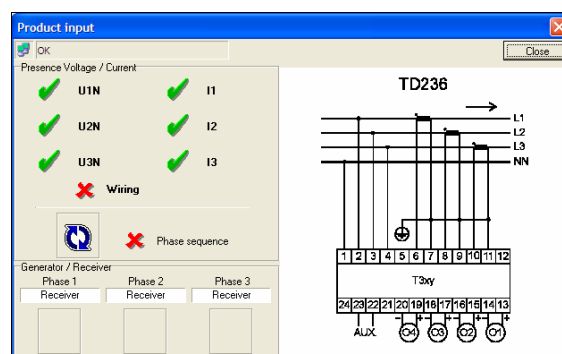 Product input
OK
Close
Presence Voltage / Current
U1N I1
U2N I2
U3N I3
Wiring
Phase sequence
Generator / Receiver
Phase 1 Phase 2 Phase 3
Receiver Receiver Receiver
TD236
L1
L2
L3
NN
1 2 3 4 5 6 7 8 9 10 11 12
T3xy
24 23 22 21 20 19 18 17 16 15 14 13
- + - + - + - +
AUX. O4 O3 O2 O1